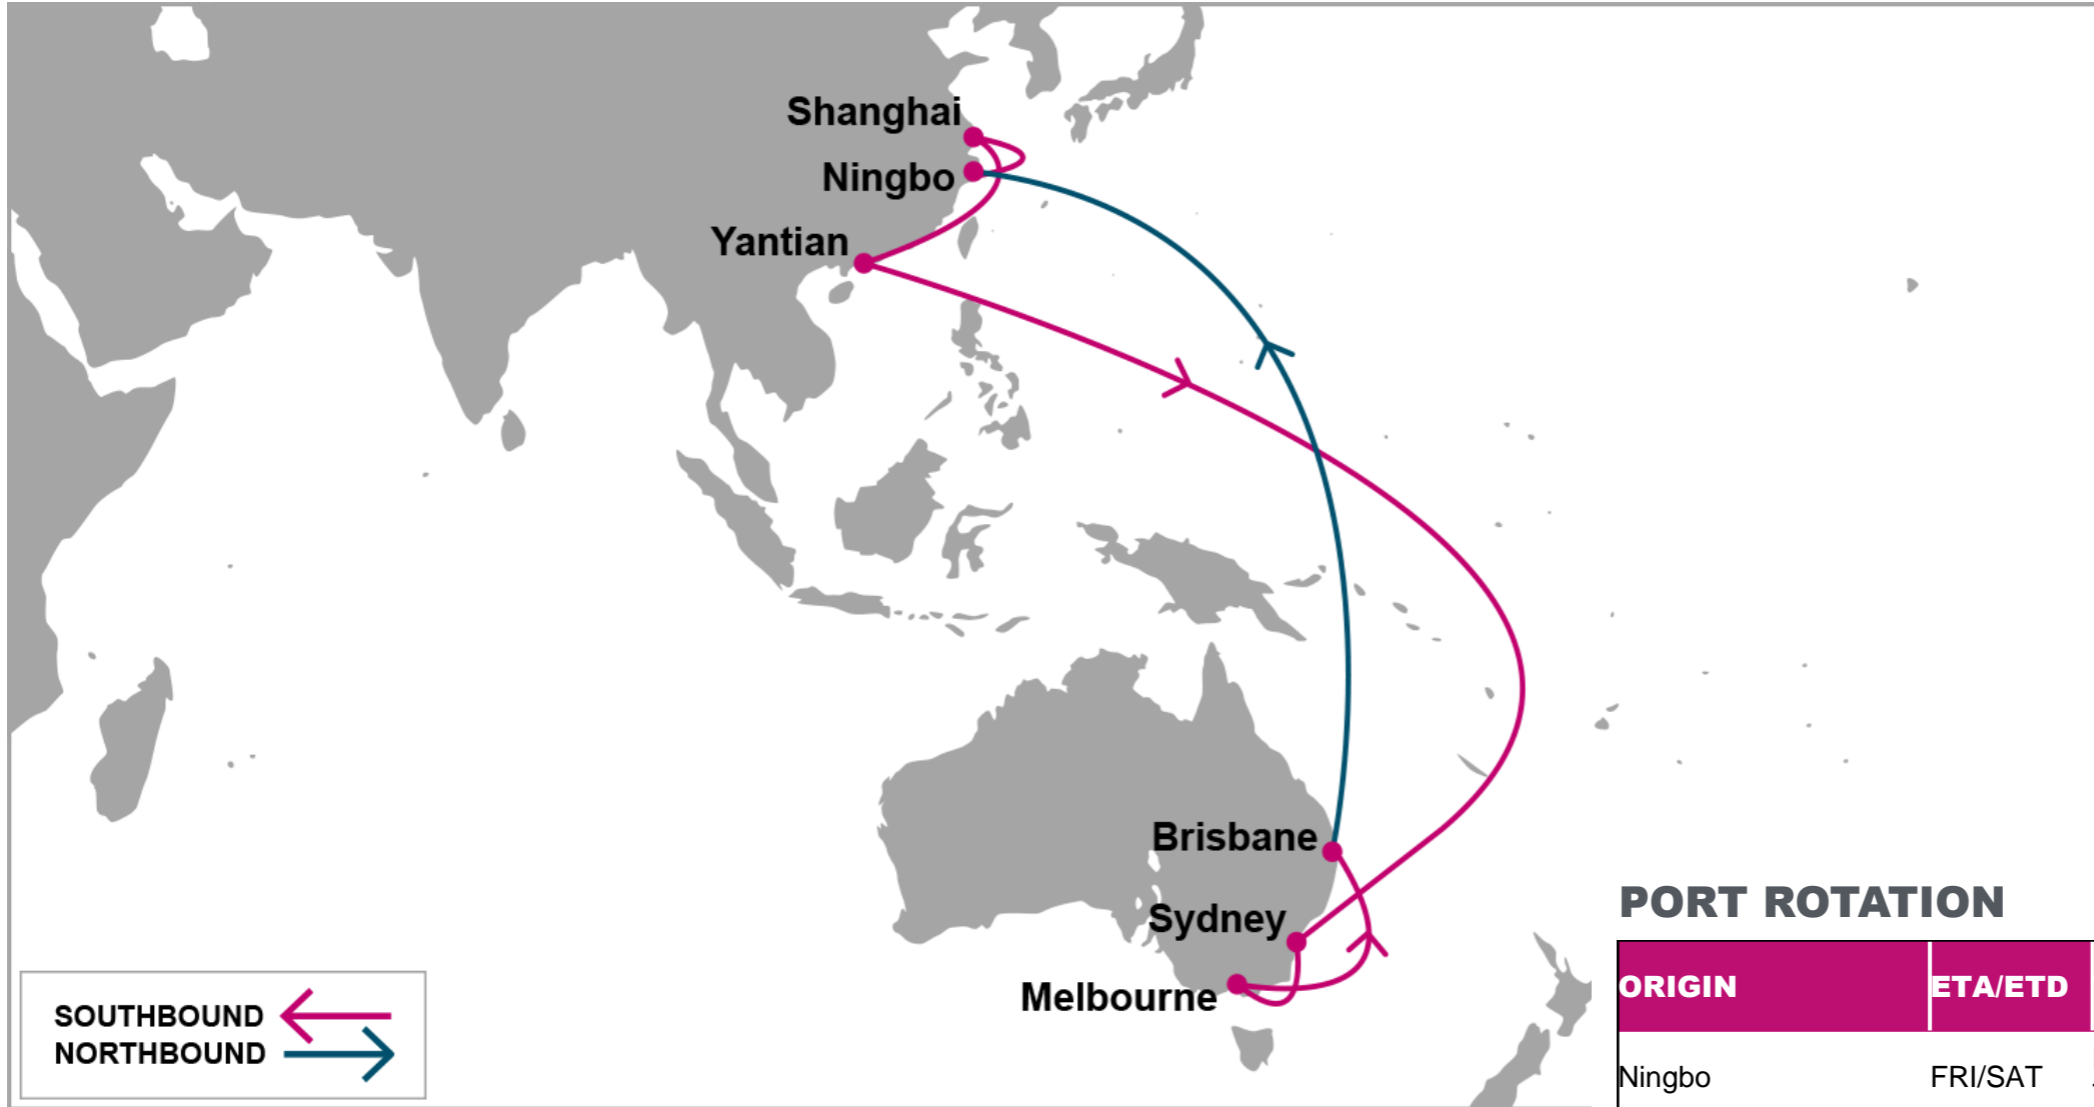 Shanghai
Ningbo
Yantian
Brisbane
Sydney
Melbourne
SOUTHBOUND
NORTHBOUND
PORT ROTATION
ORIGIN ETA/ETD
Ningbo FRI/SAT